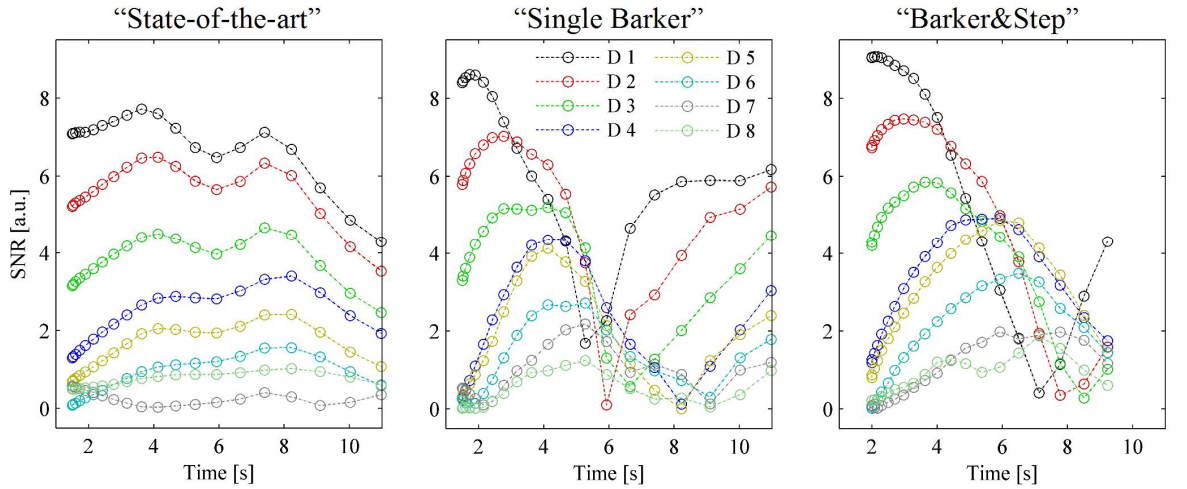 “State-of-the-art”
“Single Barker”
“Barker&Step”
SNR [a.u.]
8
6
4
2
0
2 4 6 8 10
Time [s]
8
6
4
2
0
2 4 6 8 10
Time [s]
D 1 D 5
D 2 D 6
D 3 D 7
D 4 D 8
8
6
4
2
0
2 4 6 8 10
Time [s]